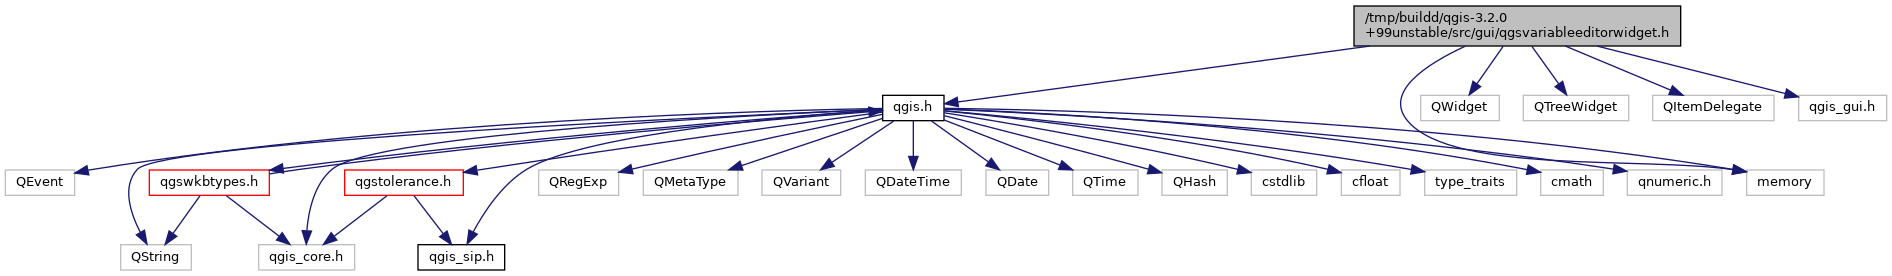 /tmp/buildd/qgis-3.2.0
+99unstable/src/gui/qgsvariableeditorwidget.h
qgis.h
QWidget
QTreeWidget
QItemDelegate
qgis_gui.h
QEvent
qgswkbtypes.h
qgstolerance.h
QRegExp
QMetaType
QVariant
QDateTime
QDate
QTime
QHash
cstdlib
cfloat
type_traits
cmath
qnumeric.h
memory
QString
qgis_core.h
qgis_sip.h